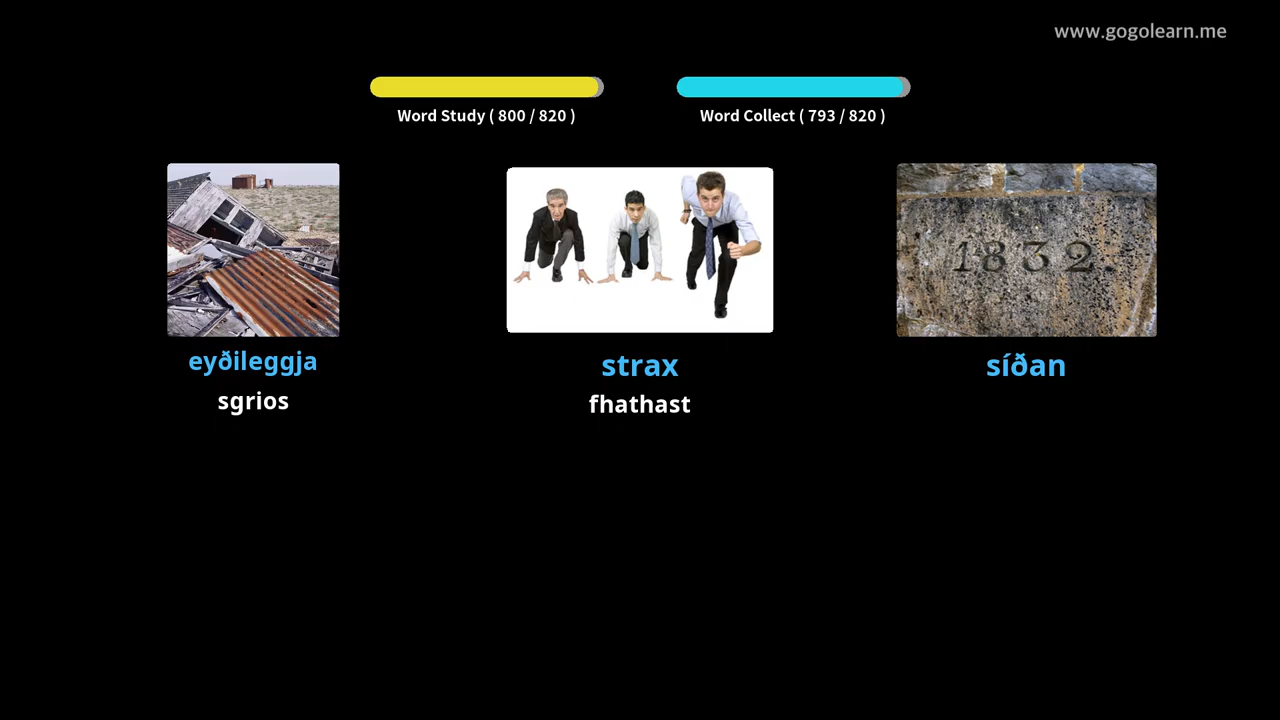 www.gogolearn.me
Word Study ( 800 / 820 )
Word Collect ( 793 / 820 )
1832
eyðileggja
strax
síðan
sgrios
fhathast